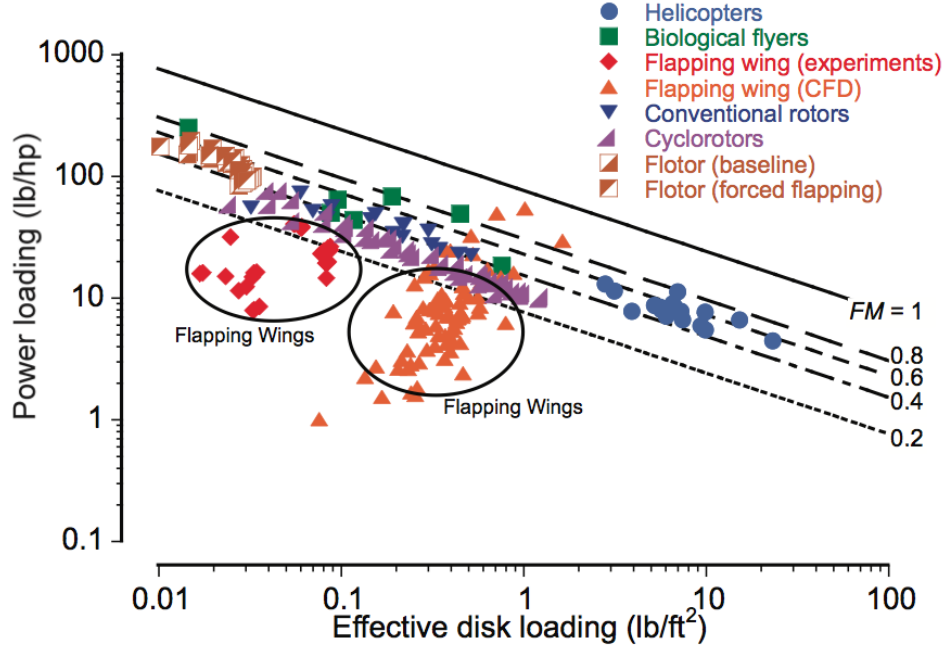 Helicopters
Biological flyers
Flapping wing (experiments)
Flapping wing (CFD)
Conventional rotors
Cyclorotors
Flotor (baseline)
Flotor (forced flapping)
Power loading (lb/hp)
1000
100
10
1
0.1
Flapping Wings
Flapping Wings
FM = 1
0.8
0.6
0.4
0.2
0.01
0.1
1
10
100
Effective disk loading (lb/ft²)